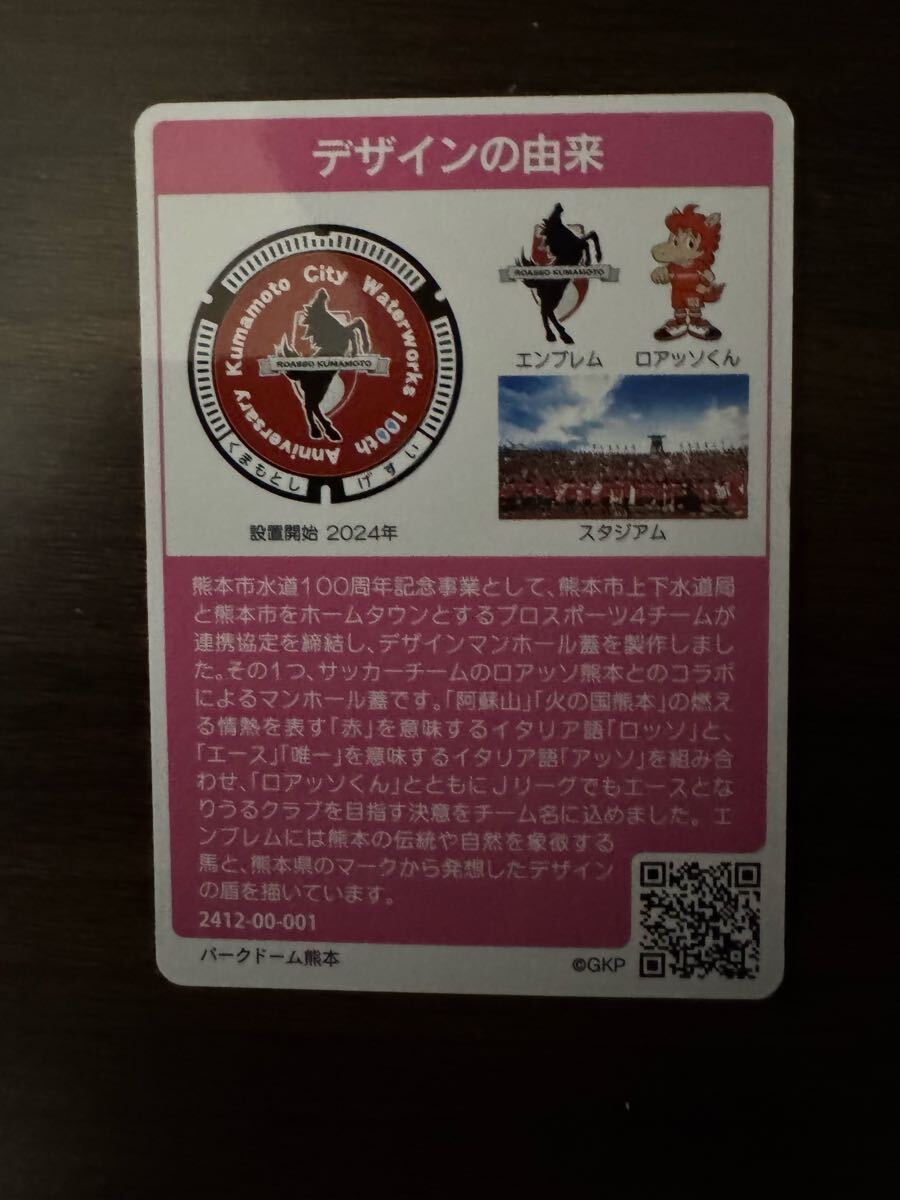 デザインの由来
Kumamoto City Waterworks 100th Anniversary
ROASSO KUMAMOTO
くまもとし
げすい
設置開始 2024年
ROASSO KUMAMOTO
エンブレム
ロアッソくん
スタジアム
熊本市水道100周年記念事業として、熊本市上下水道局
と熊本市をホームタウンとするプロスポーツ4チームが
連携協定を締結し、デザインマンホール蓋を製作しまし
た。その1つ、サッカーチームのロアッソ熊本とのコラボ
によるマンホール蓋です。「阿蘇山」「火の国熊本」の燃え
る情熱を表す「赤」を意味するイタリア語「ロッソ」と、
「エース」「唯一」を意味するイタリア語「アッソ」を組み合
わせ、「ロアッソくん」とともにJリーグでもエースとな
りうるクラブを目指す決意をチーム名に込めました。エ
ンブレムには熊本の伝統や自然を象徴する
馬と、熊本県のマークから発想したデザイン
の盾を描いています。
2412-00-001
パークドーム熊本
©GKP